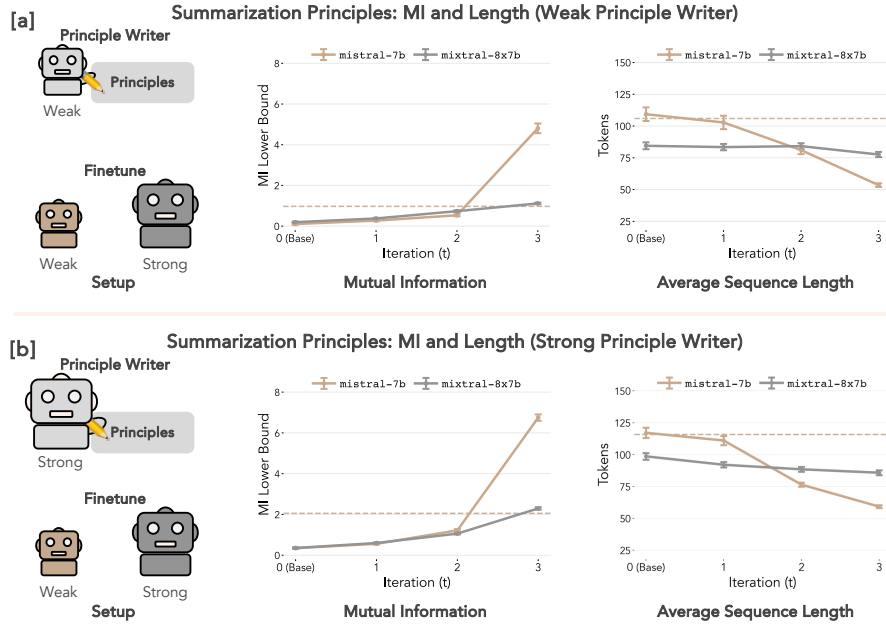 [a]
Summarization Principles: MI and Length (Weak Principle Writer)
Principle Writer
Principles
Weak
Finetune
Weak
Strong
Setup
mistral-7b
mixtral-8x7b
MI Lower Bound
8
6
4
2
0
0 (Base)
1
2
3
Iteration (t)
Mutual Information
mistral-7b
mixtral-8x7b
Tokens
150
125
100
75
50
25
0 (Base)
1
2
3
Iteration (t)
Average Sequence Length
[b]
Summarization Principles: MI and Length (Strong Principle Writer)
Principle Writer
Principles
Strong
Finetune
Weak
Strong
Setup
mistral-7b
mixtral-8x7b
MI Lower Bound
8
6
4
2
0
0 (Base)
1
2
3
Iteration (t)
Mutual Information
mistral-7b
mixtral-8x7b
Tokens
150
125
100
75
50
25
0 (Base)
1
2
3
Iteration (t)
Average Sequence Length